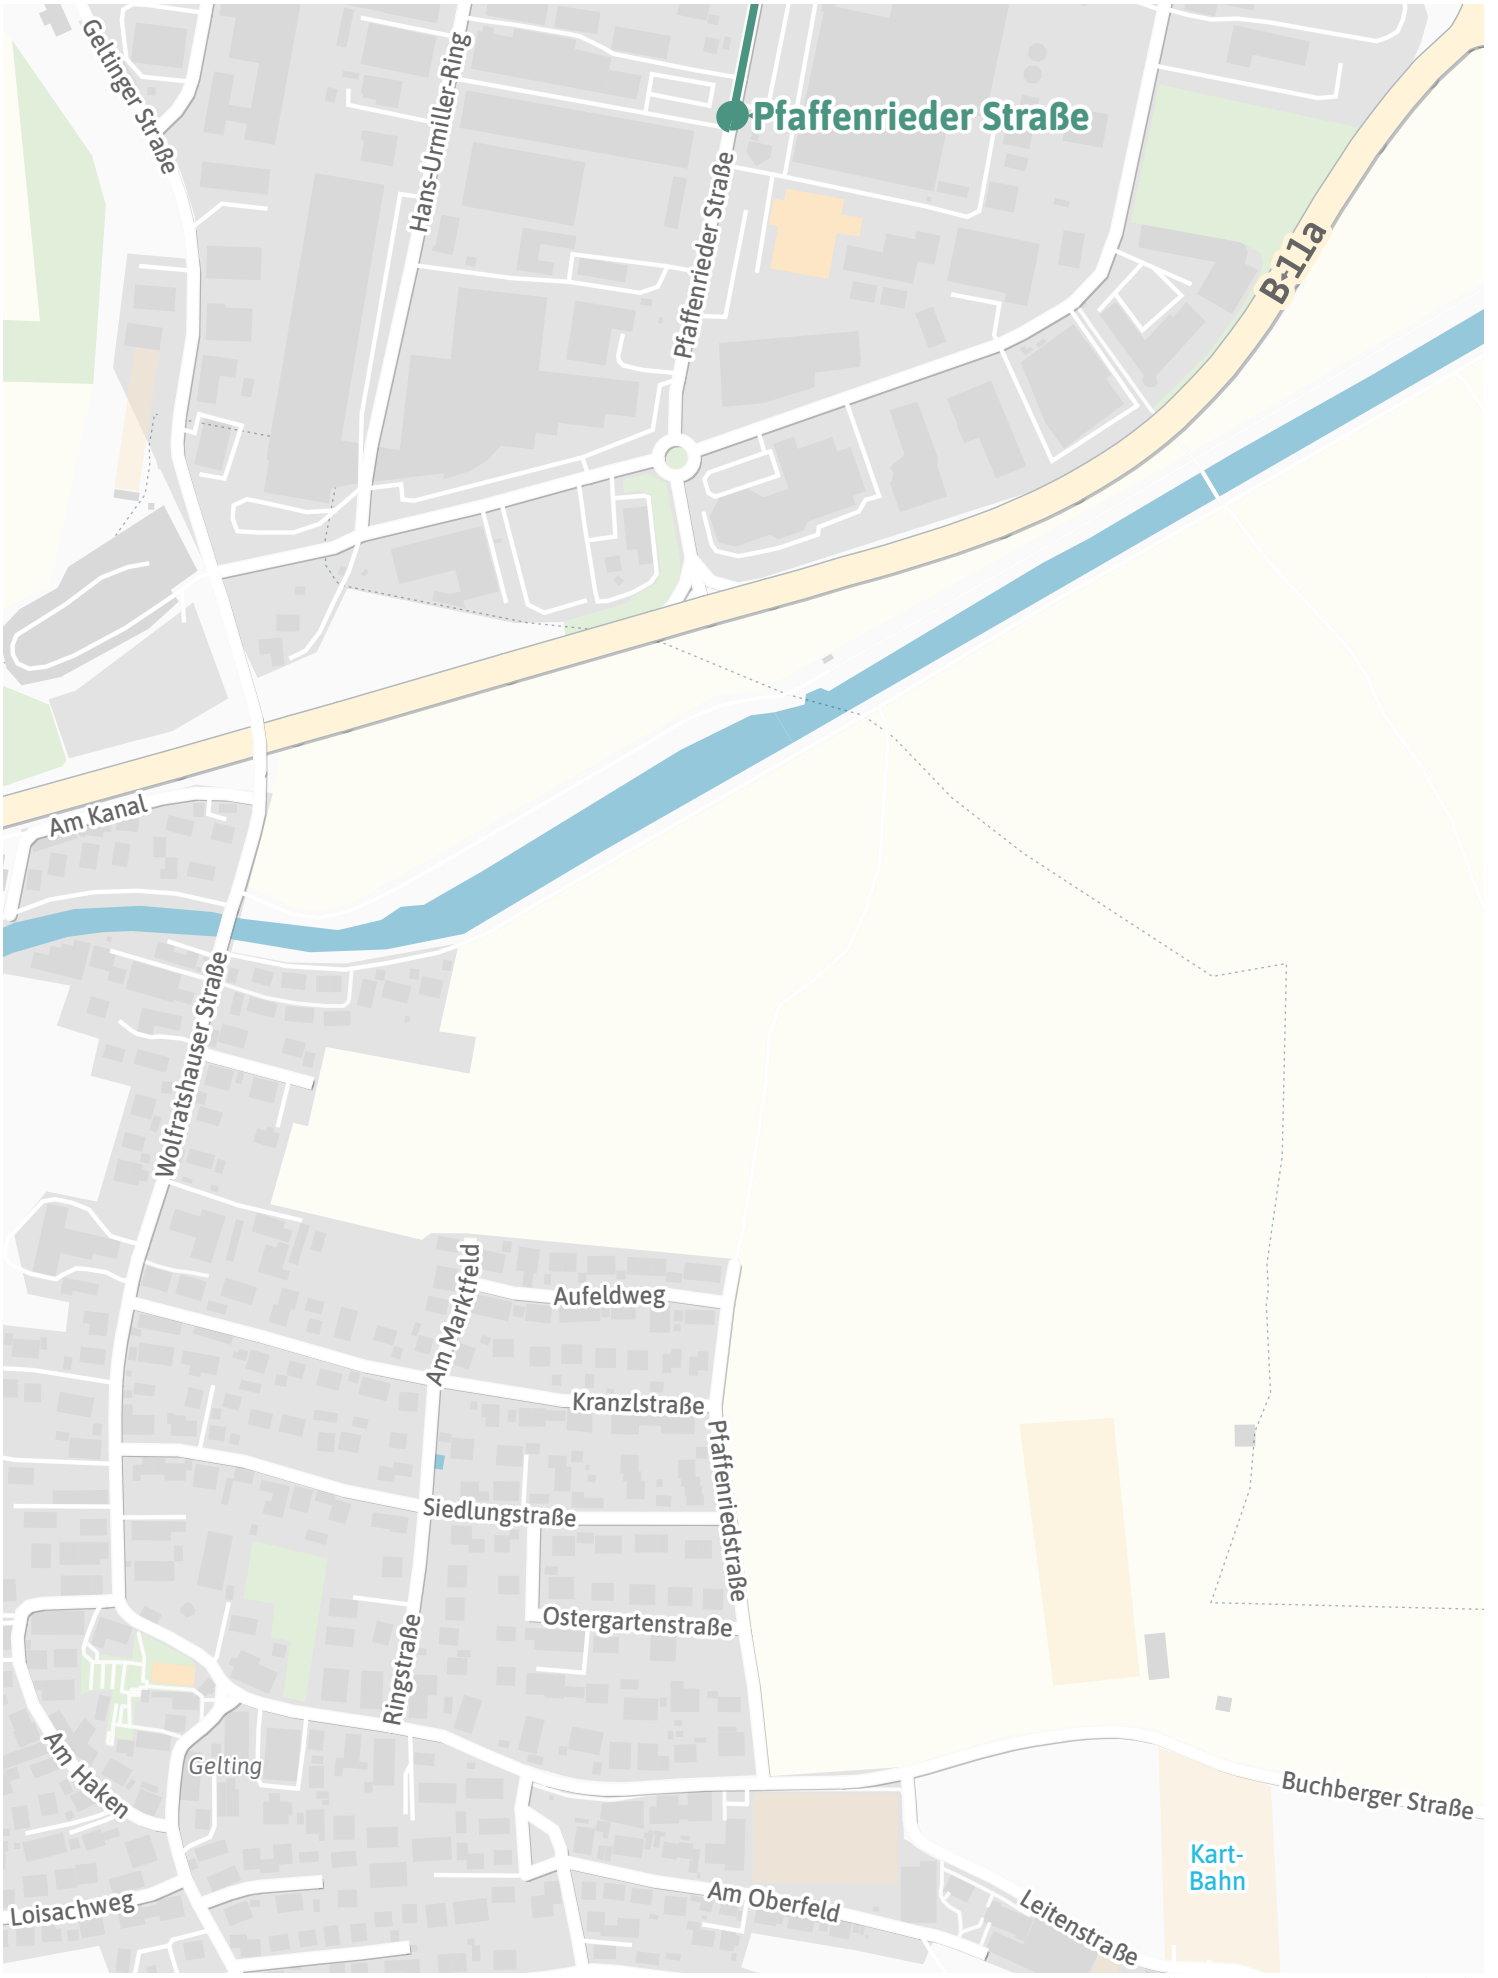 Geltinger Straße
Hans-Urmiller-Ring
Pfaffenrieder Straße
Pfaffenrieder Straße
B 11a
Am Kanal
Wolfratshauser Straße
Am Marktfeld
Aufeldweg
Kranzlstraße
Pfaffenriedstraße
Siedlungstraße
Ostergartenstraße
Ringstraße
Am Haken
Gelting
Buchberger Straße
Kart-
Bahn
Loisachweg
Am Oberfeld
Leitenstraße